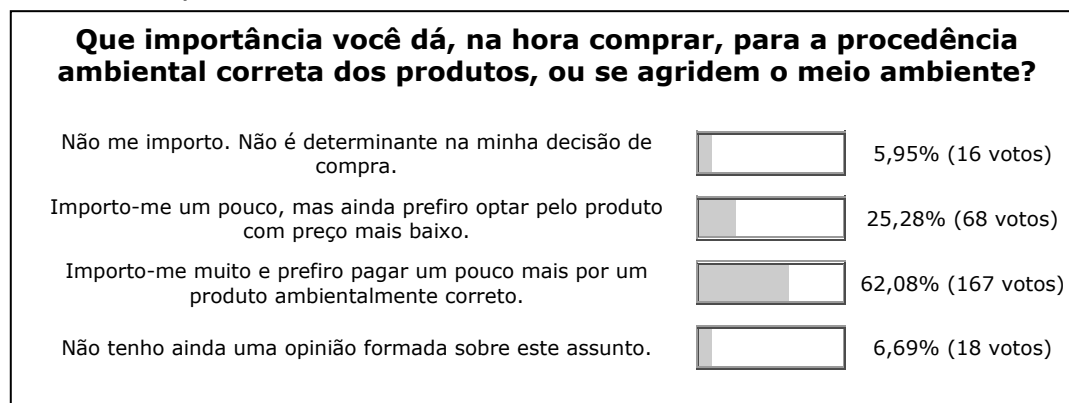 Que importância você dá, na hora comprar, para a procedência
ambiental correta dos produtos, ou se agridem o meio ambiente?
Não me importo. Não é determinante na minha decisão de
compra.
5,95% (16 votos)
Importo-me um pouco, mas ainda prefiro optar pelo produto
com preço mais baixo.
25,28% (68 votos)
Importo-me muito e prefiro pagar um pouco mais por um
produto ambientalmente correto.
62,08% (167 votos)
Não tenho ainda uma opinião formada sobre este assunto.
6,69% (18 votos)